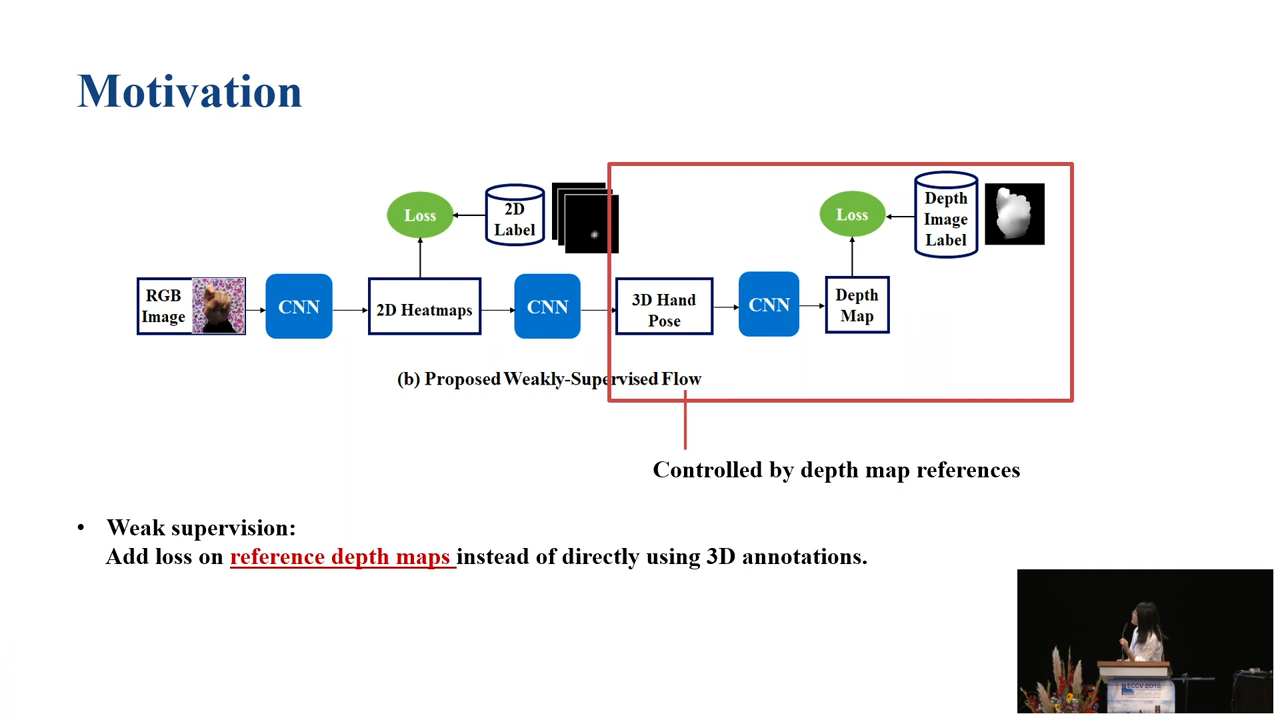 Motivation
Loss
2D
Label
Loss
Depth
Image
Label
RGB
Image
CNN
2D Heatmaps
CNN
3D Hand
Pose
CNN
Depth
Map
(b) Proposed Weakly-Supervised Flow
Controlled by depth map references
• Weak supervision:
Add loss on reference depth maps instead of directly using 3D annotations.
ECCV 2018